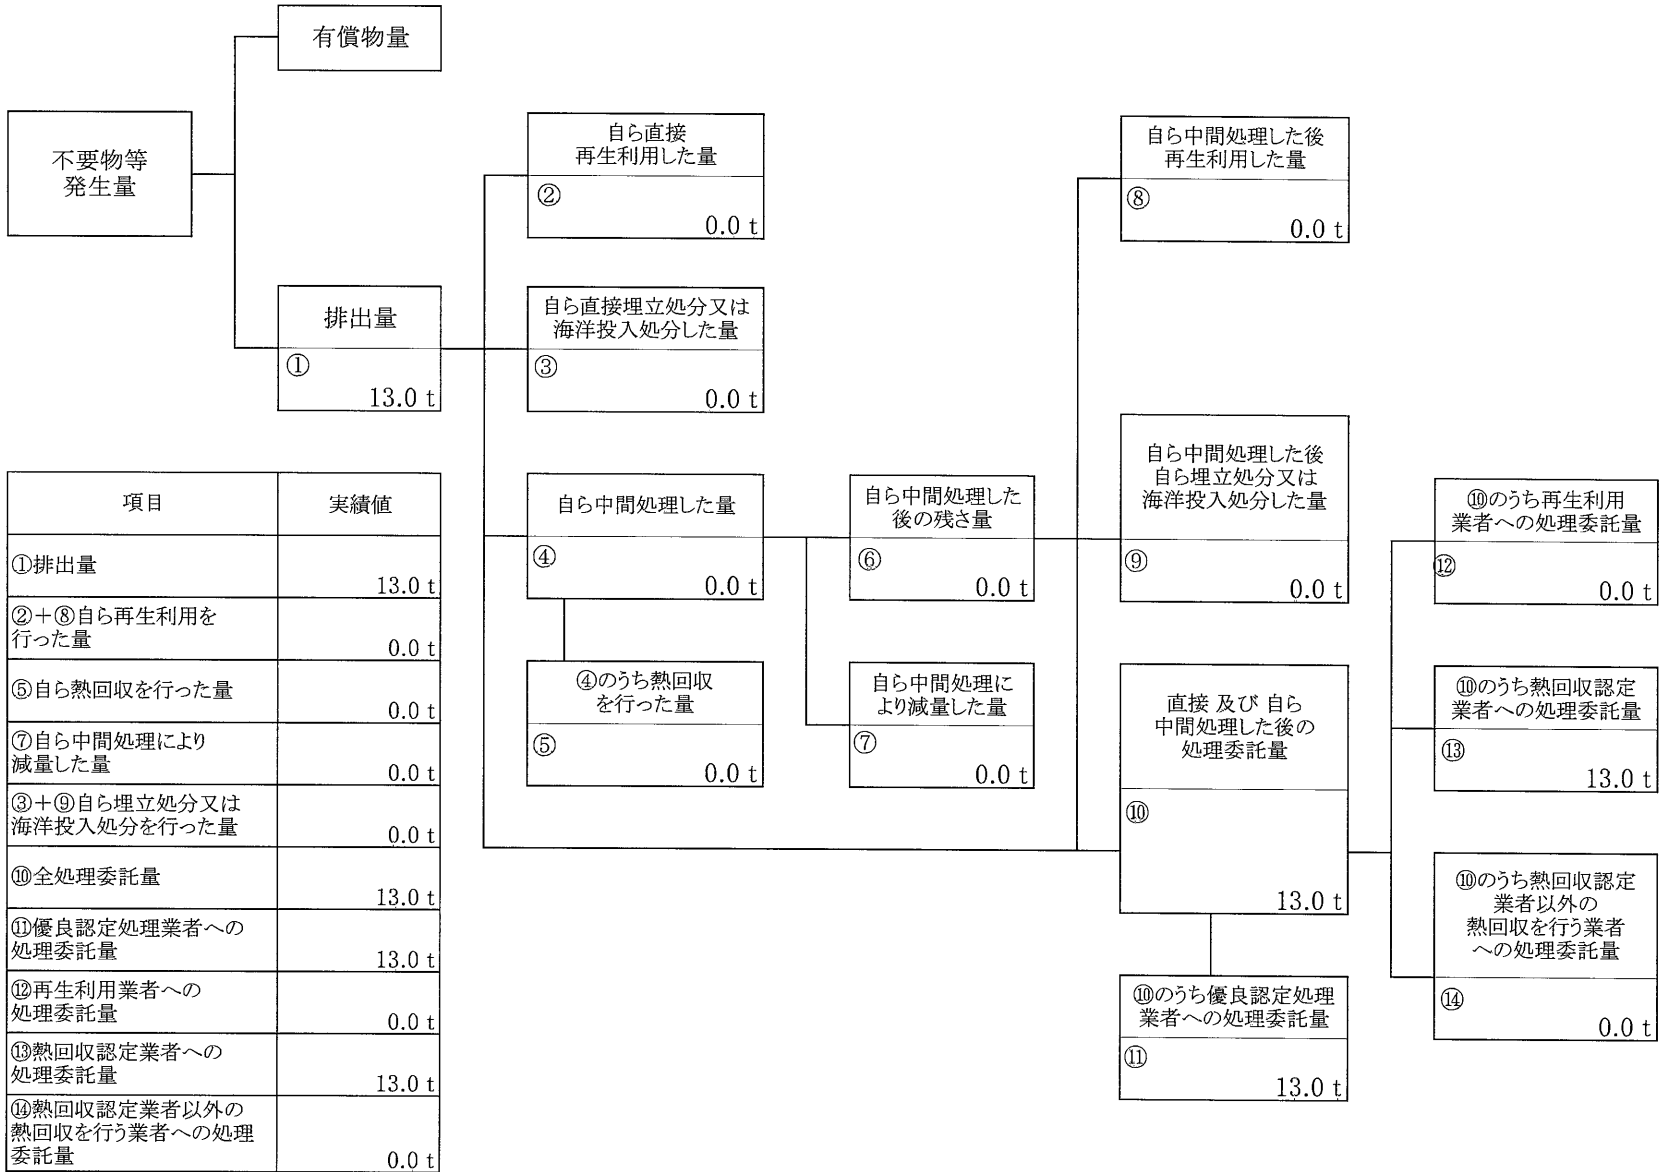 有償物量
不要物等
発生量
排出量
①
13.0 t
自ら直接
再生利用した量
②
0.0 t
自ら直接埋立処分又は
海洋投入処分した量
③
0.0 t
自ら中間処理した量
④
0.0 t
④のうち熱回収
を行った量
⑤
0.0 t
自ら中間処理した
後の残さ量
⑥
0.0 t
自ら中間処理に
より減量した量
⑦
0.0 t
自ら中間処理した後
再生利用した量
⑧
0.0 t
自ら中間処理した後
自ら埋立処分又は
海洋投入処分した量
⑨
0.0 t
直接 及び 自ら
中間処理した後の
処理委託量
⑩
13.0 t
⑩のうち優良認定処理
業者への処理委託量
⑪
13.0 t
⑩のうち再生利用
業者への処理委託量
⑫
0.0 t
⑩のうち熱回収認定
業者への処理委託量
⑬
13.0 t
⑩のうち熱回収認定
業者以外の
熱回収を行う業者
への処理委託量
⑭
0.0 t
項目 実績値
①排出量
13.0 t
②＋⑧自ら再生利用を
行った量
0.0 t
⑤自ら熱回収を行った量
0.0 t
⑦自ら中間処理により
減量した量
0.0 t
③＋⑨自ら埋立処分又は
海洋投入処分を行った量
0.0 t
⑩全処理委託量
13.0 t
⑪優良認定処理業者への
処理委託量
13.0 t
⑫再生利用業者への
処理委託量
0.0 t
⑬熱回収認定業者への
処理委託量
13.0 t
⑭熱回収認定業者以外の
熱回収を行う業者への処理
委託量
0.0 t